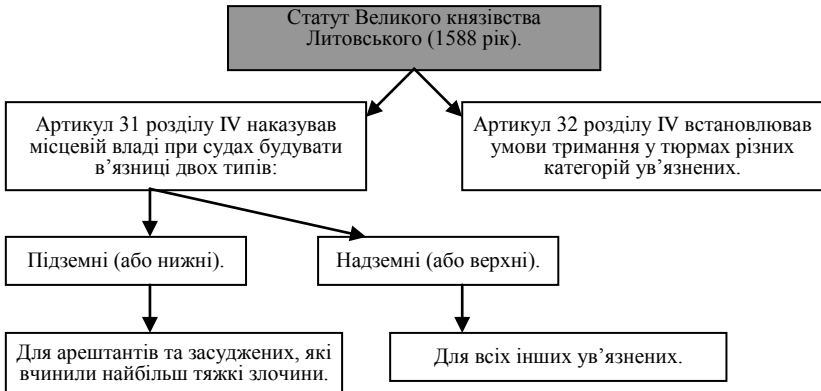 Статут Великого князівства
Литовського (1588 рік).
Артикул 31 розділу IV наказував
місцевій владі при судах будувати
в’язниці двох типів:
Артикул 32 розділу IV встановлював
умови тримання у тюрмах різних
категорій ув’язнених.
Підземні (або нижні).
Надземні (або верхні).
Для арештантів та засуджених, які
вчинили найбільш тяжкі злочини.
Для всіх інших ув’язнених.